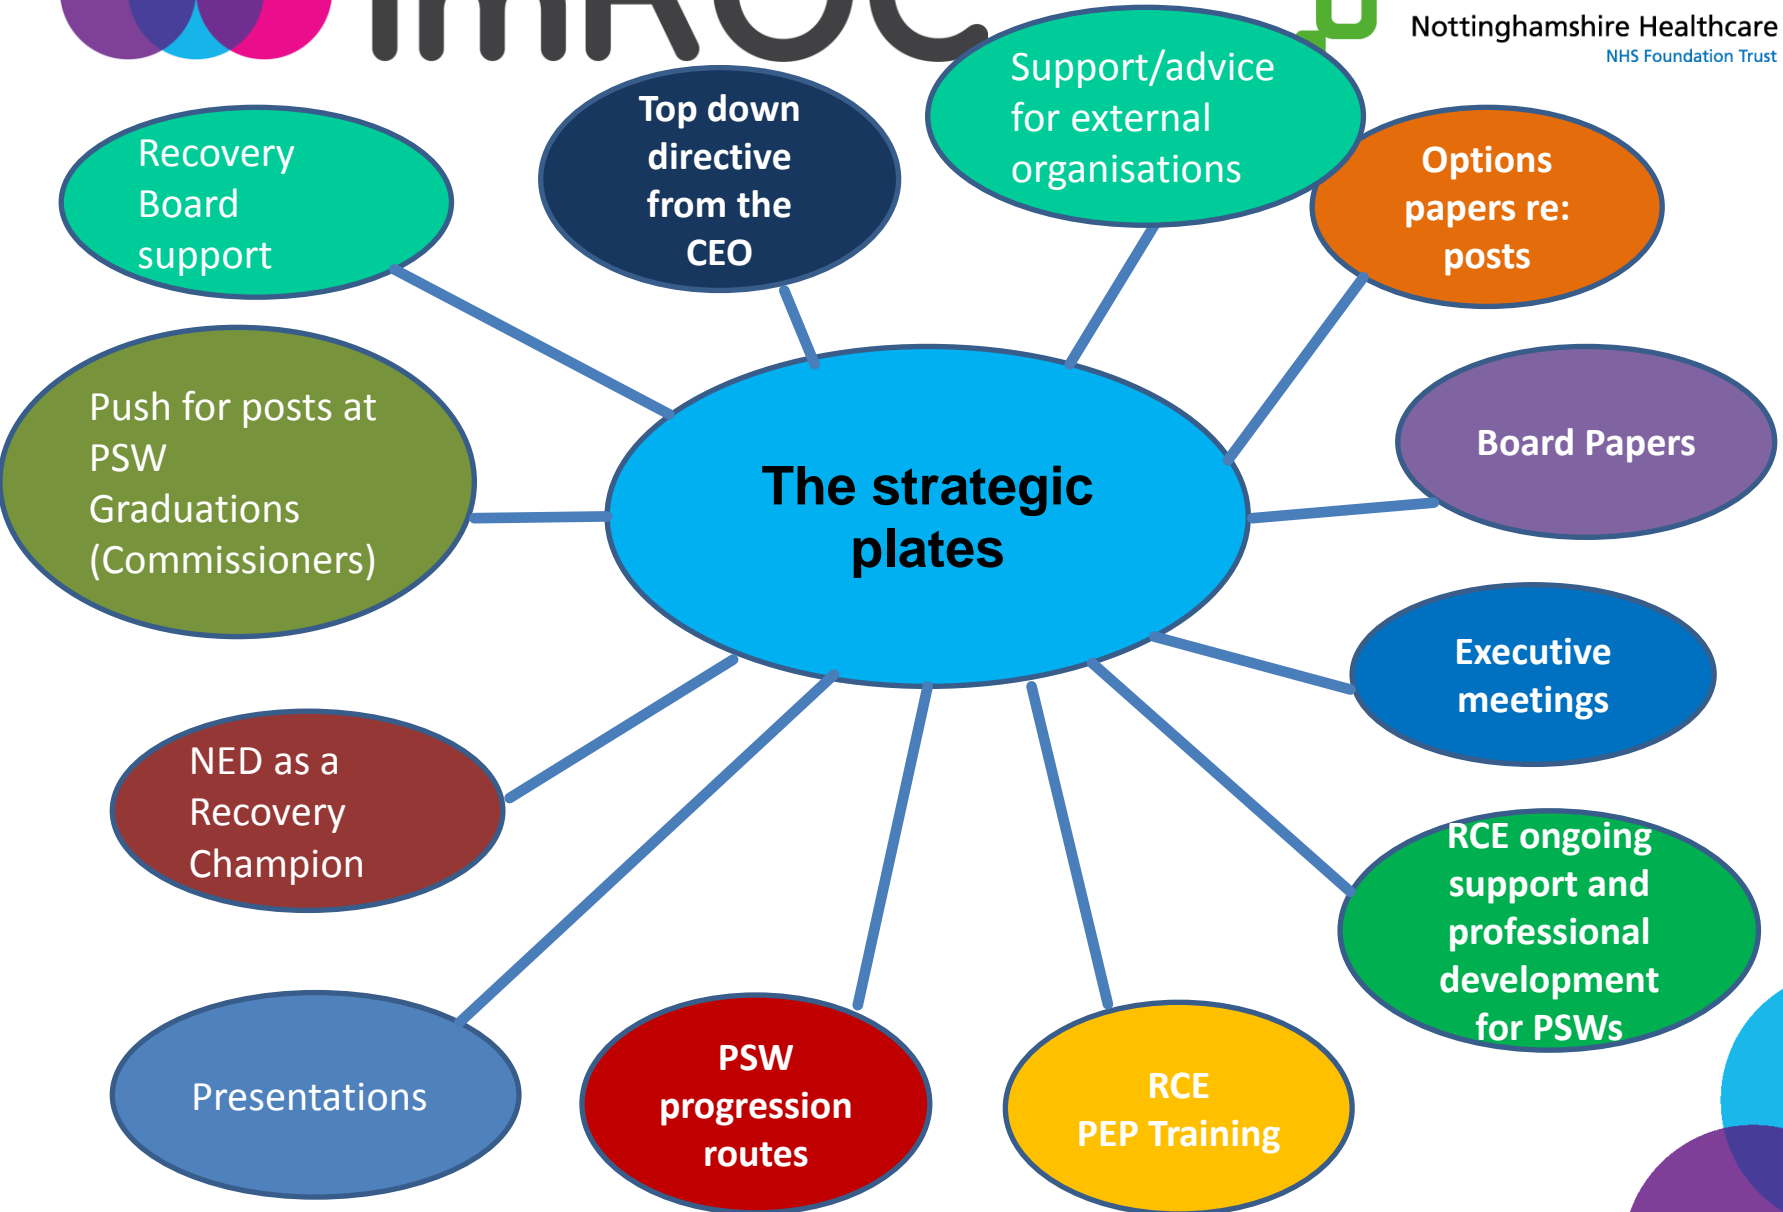 ImROC
Nottinghamshire Healthcare
NHS Foundation Trust
Recovery
Board
support
Top down
directive
from the
CEO
Support/advice
for external
organisations
Options
papers re:
posts
Push for posts at
PSW
Graduations
(Commissioners)
The strategic
plates
Board Papers
Executive
meetings
NED as a
Recovery
Champion
RCE ongoing
support and
professional
development
for PSWs
Presentations
PSW
progression
routes
RCE
PEP Training